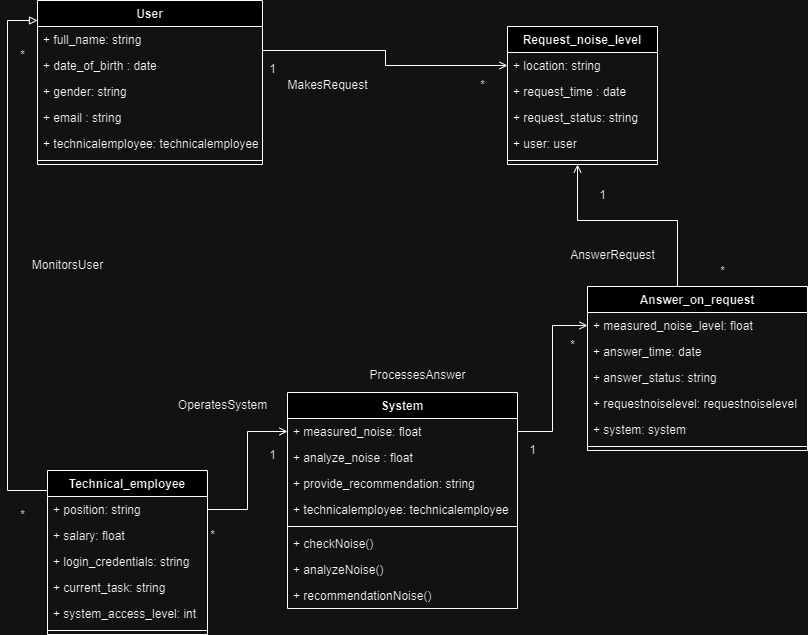 User
+ full_name: string
+ date_of_birth : date
+ gender: string
+ email : string
+ technicalemployee: technicalemployee
*
1
MakesRequest
*
Request_noise_level
+ location: string
+ request_time : date
+ request_status: string
+ user: user
1
AnswerRequest
*
MonitorsUser
Answer_on_request
+ measured_noise_level: float
+ answer_time: date
+ answer_status: string
+ requestnoiselevel: requestnoiselevel
+ system: system
*
ProcessesAnswer
1
OperatesSystem
1
System
+ measured_noise: float
+ analyze_noise : float
+ provide_recommendation: string
+ technicalemployee: technicalemployee
+ checkNoise()
+ analyzeNoise()
+ recommendationNoise()
*
*
Technical_employee
+ position: string
+ salary: float
+ login_credentials: string
+ current_task: string
+ system_access_level: int